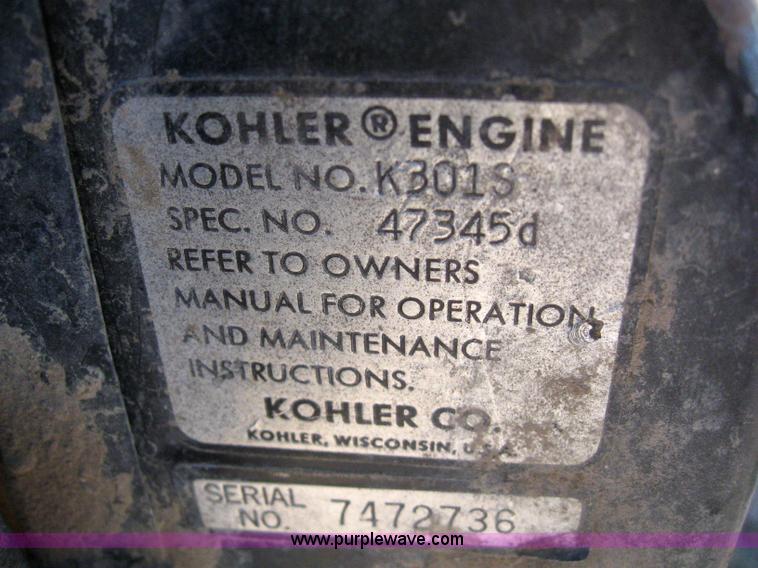 KOHLER® ENGINE
MODEL NO. K301S
SPEC. NO. 47345d
REFER TO OWNERS
MANUAL FOR OPERATION
AND MAINTENANCE
INSTRUCTIONS.
KOHLER CO.
KOHLER, WISCONSIN, U.S.A.
SERIAL
NO. 7472736
www.purplewave.com